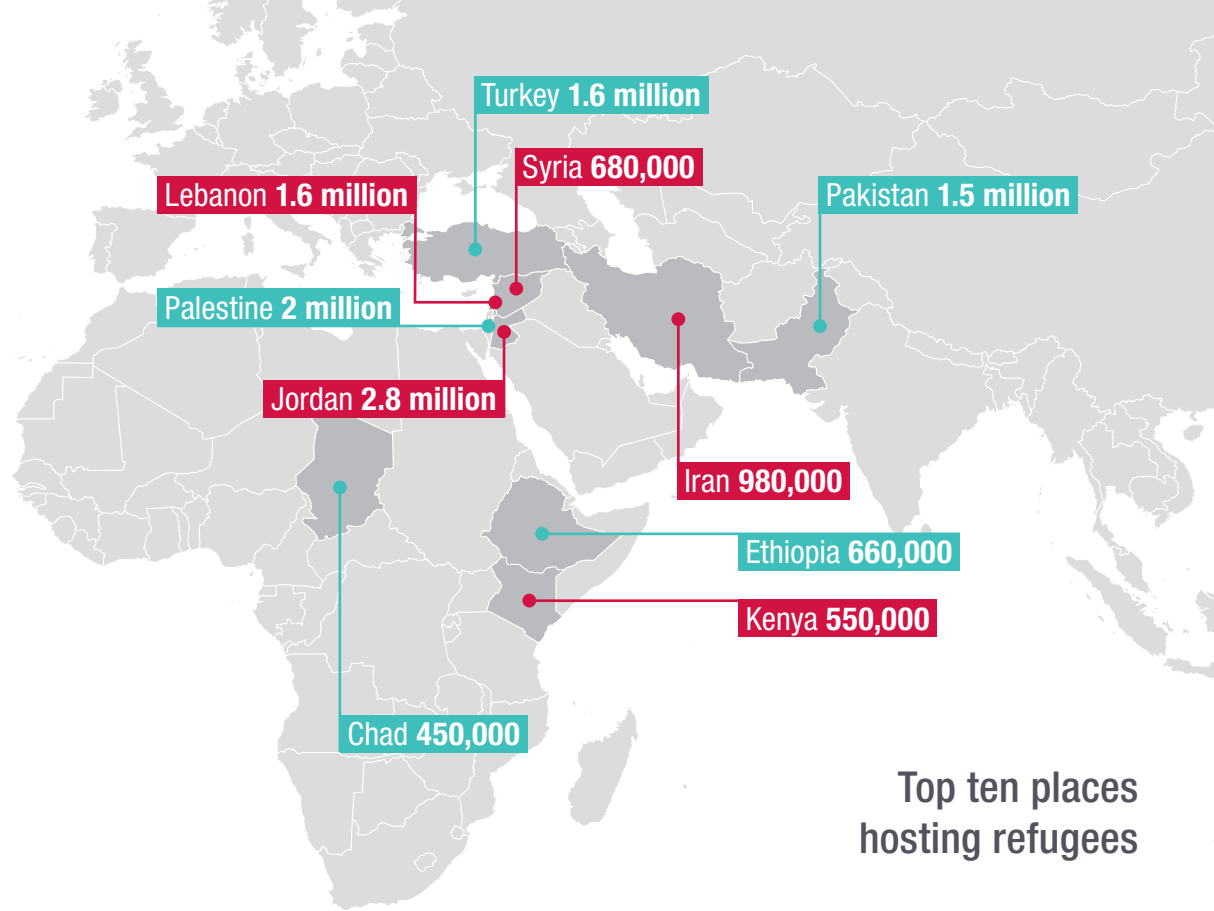 Turkey 1.6 million
Syria 680,000
Lebanon 1.6 million
Pakistan 1.5 million
Palestine 2 million
Jordan 2.8 million
Iran 980,000
Ethiopia 660,000
Kenya 550,000
Chad 450,000
Top ten places
hosting refugees